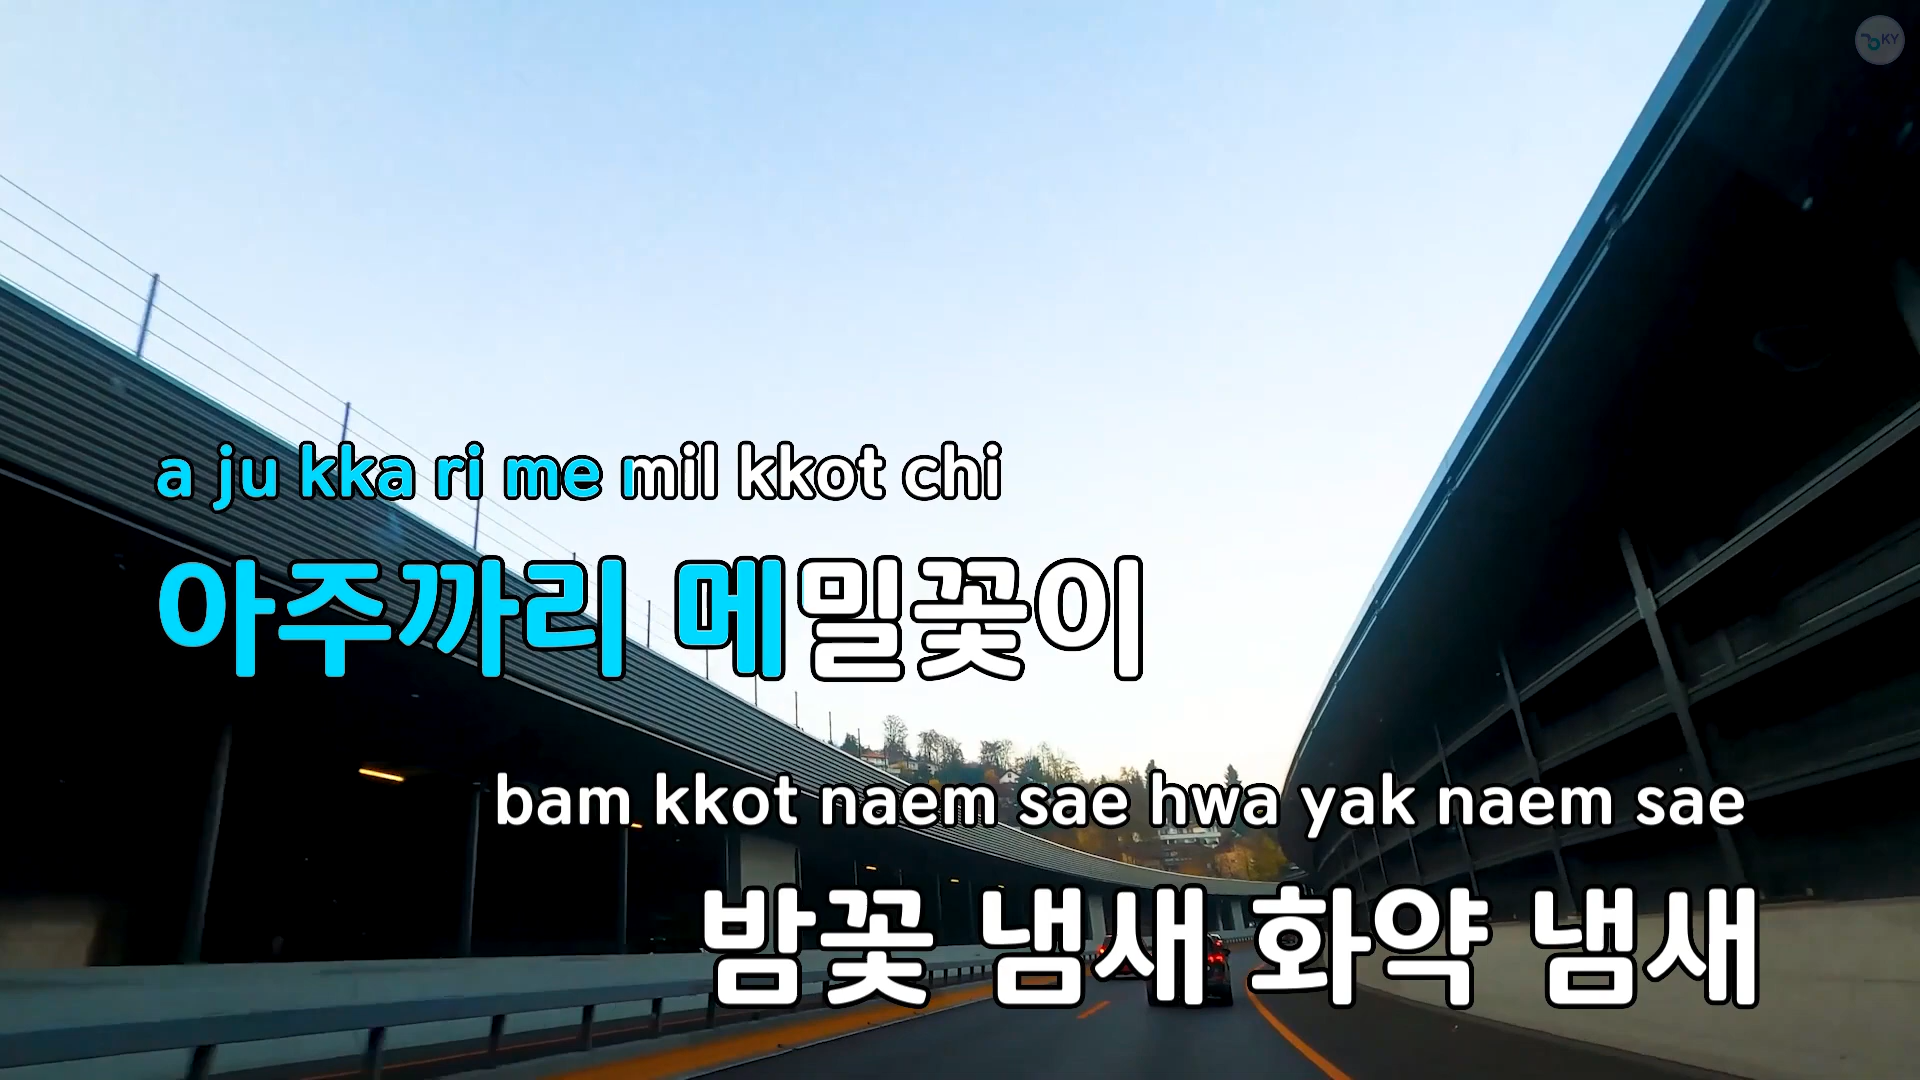 KY
a ju kka ri me mil kkot chi
아주까리 메밀꽃이
bam kkot naem sae hwa yak naem sae
밤꽃 냄새 화약 냄새